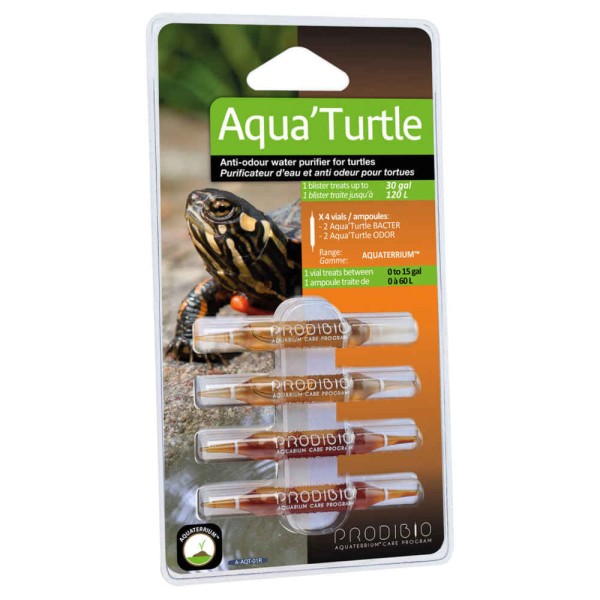 Aqua'Turtle
Anti-odour water purifier for turtles
Purificateur d'eau et anti odeur pour tortues
1 blister treats up to 30 gal
1 blister traite jusqu'à 120 L
X 4 vials / ampoules:
- 2 Aqua'Turtle BACTER
- 2 Aqua'Turtle ODOR
Range:
Gamme: AQUATERRIUM™
1 vial treats between 0 to 15 gal
1 ampoule traite de 0 à 60 L
PRODIBIO
AQUARIUM CARE PROGRAM
PRODIBIO
AQUARIUM CARE PROGRAM
PRODIBIO
AQUARIUM CARE PROGRAM
PRODIBIO
AQUARIUM CARE PROGRAM
AQUATERRIUM™
A-AQT-01R
PRODIBIO
AQUATERRIUM® CARE PROGRAM